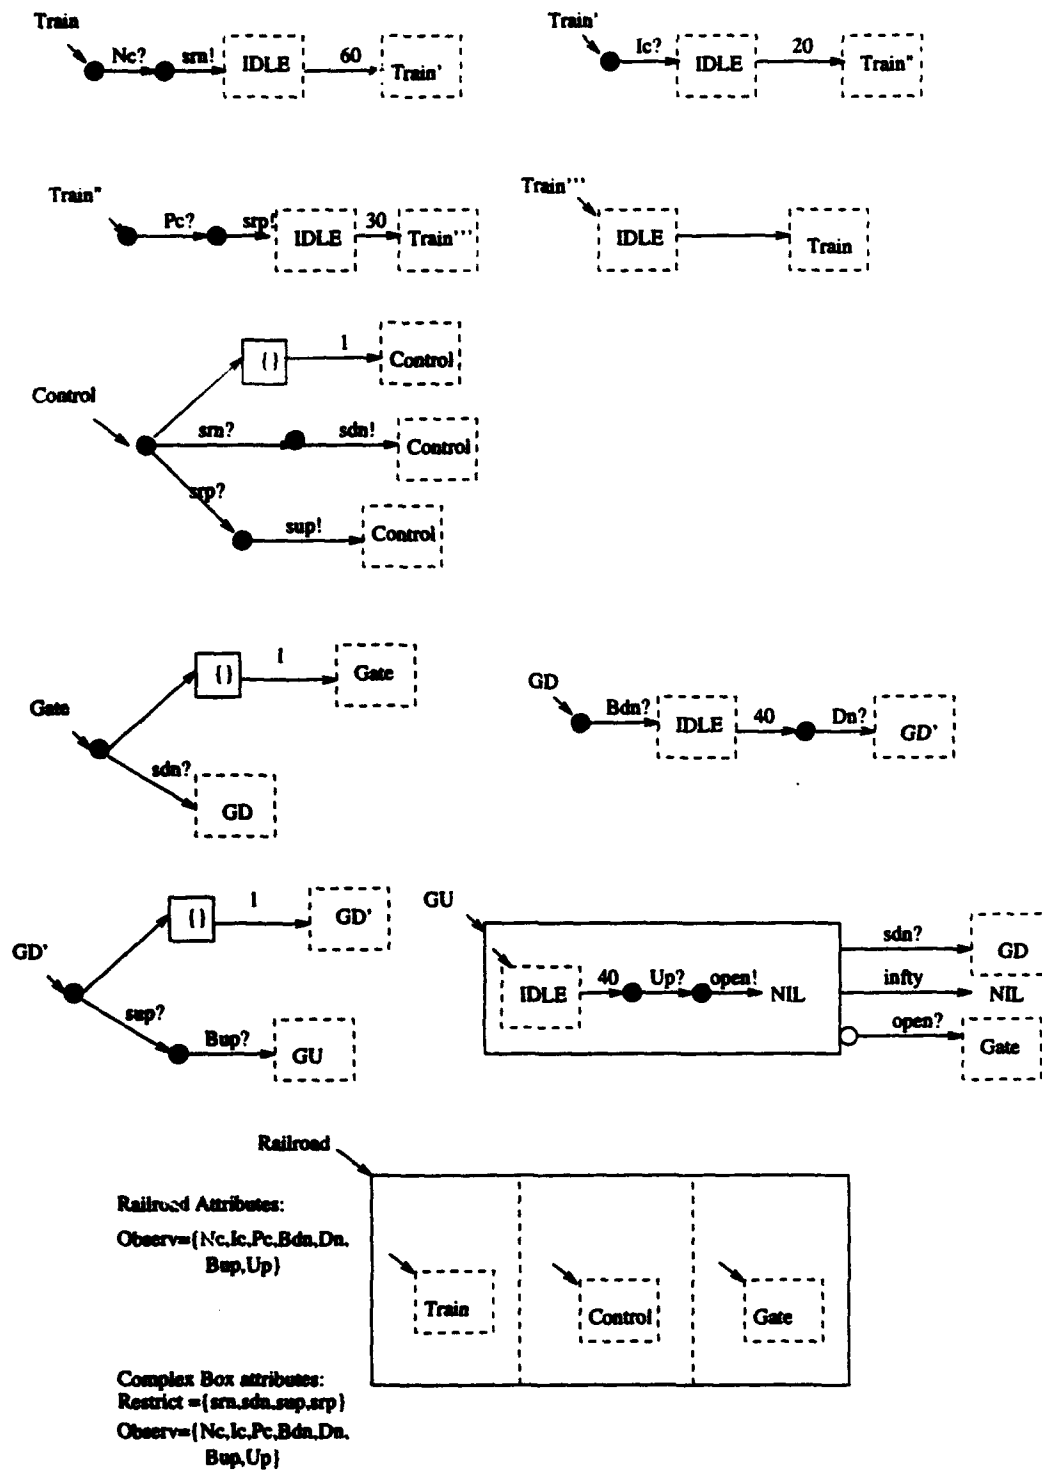 Train
Nc? srn! IDLE 60 Train'
Train'
Ic? IDLE 20 Train"
Train"
Pc? srp! IDLE 30 Train'''
Train'''
IDLE Train
Control
{} 1 Control
srn? sdn! Control
srp? sup! Control
Gate
{} 1 Gate
sdn? GD
GD
Bdn? IDLE 40 Dn? GD'
GD'
{} 1 GD'
sup? Bup? GU
GU
IDLE 40 Up? open! NIL
sdn? GD
infty NIL
open? Gate
Railroad
Railroad Attributes:
Observ={Nc,Ic,Pc,Bdn,Dn,
Bup,Up}
Train Control Gate
Complex Box attributes:
Restrict ={srn,sdn,sup,srp}
Observ={Nc,Ic,Pc,Bdn,Dn,
Bup,Up}